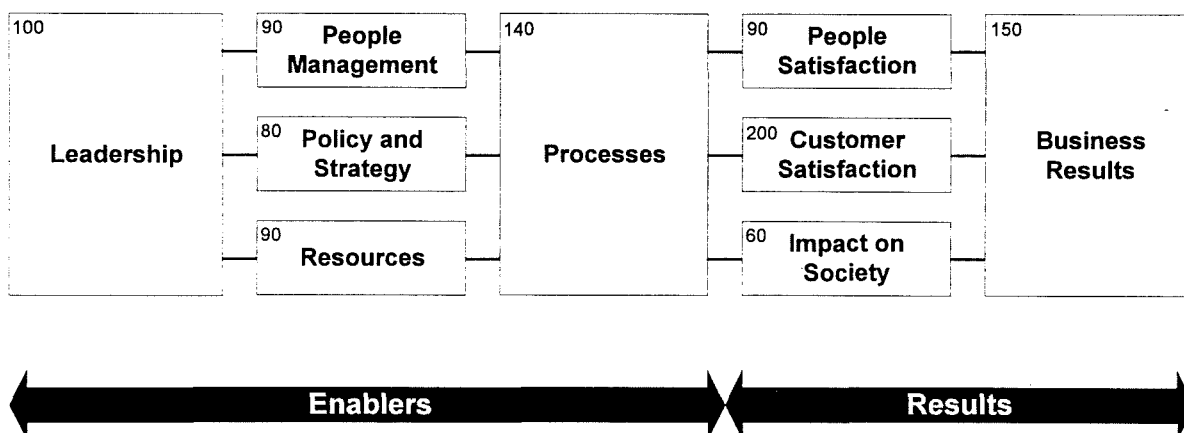 100
Leadership
90
People
Management
80
Policy and
Strategy
90
Resources
140
Processes
90
People
Satisfaction
200
Customer
Satisfaction
60
Impact on
Society
150
Business
Results
Enablers
Results